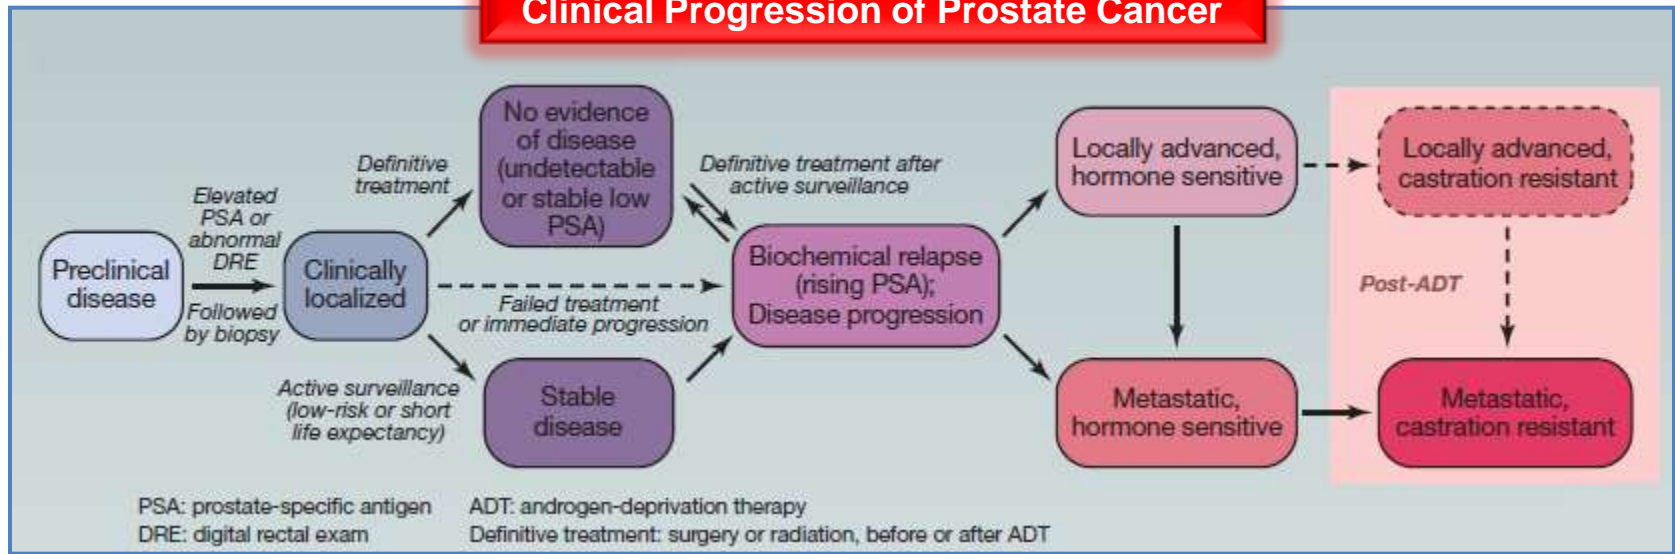 Clinical Progression of Prostate Cancer
Preclinical
disease
Elevated
PSA or
abnormal
DRE
Followed
by biopsy
Clinically
localized
Definitive
treatment
No evidence
of disease
(undetectable
or stable low
PSA)
Definitive treatment after
active surveillance
Failed treatment
or immediate progression
Active surveillance
(low-risk or short
life expectancy)
Stable
disease
Biochemical relapse
(rising PSA);
Disease progression
Locally advanced,
hormone sensitive
Locally advanced,
castration resistant
Post-ADT
Metastatic,
hormone sensitive
Metastatic,
castration resistant
PSA: prostate-specific antigen
DRE: digital rectal exam
ADT: androgen-deprivation therapy
Definitive treatment: surgery or radiation, before or after ADT